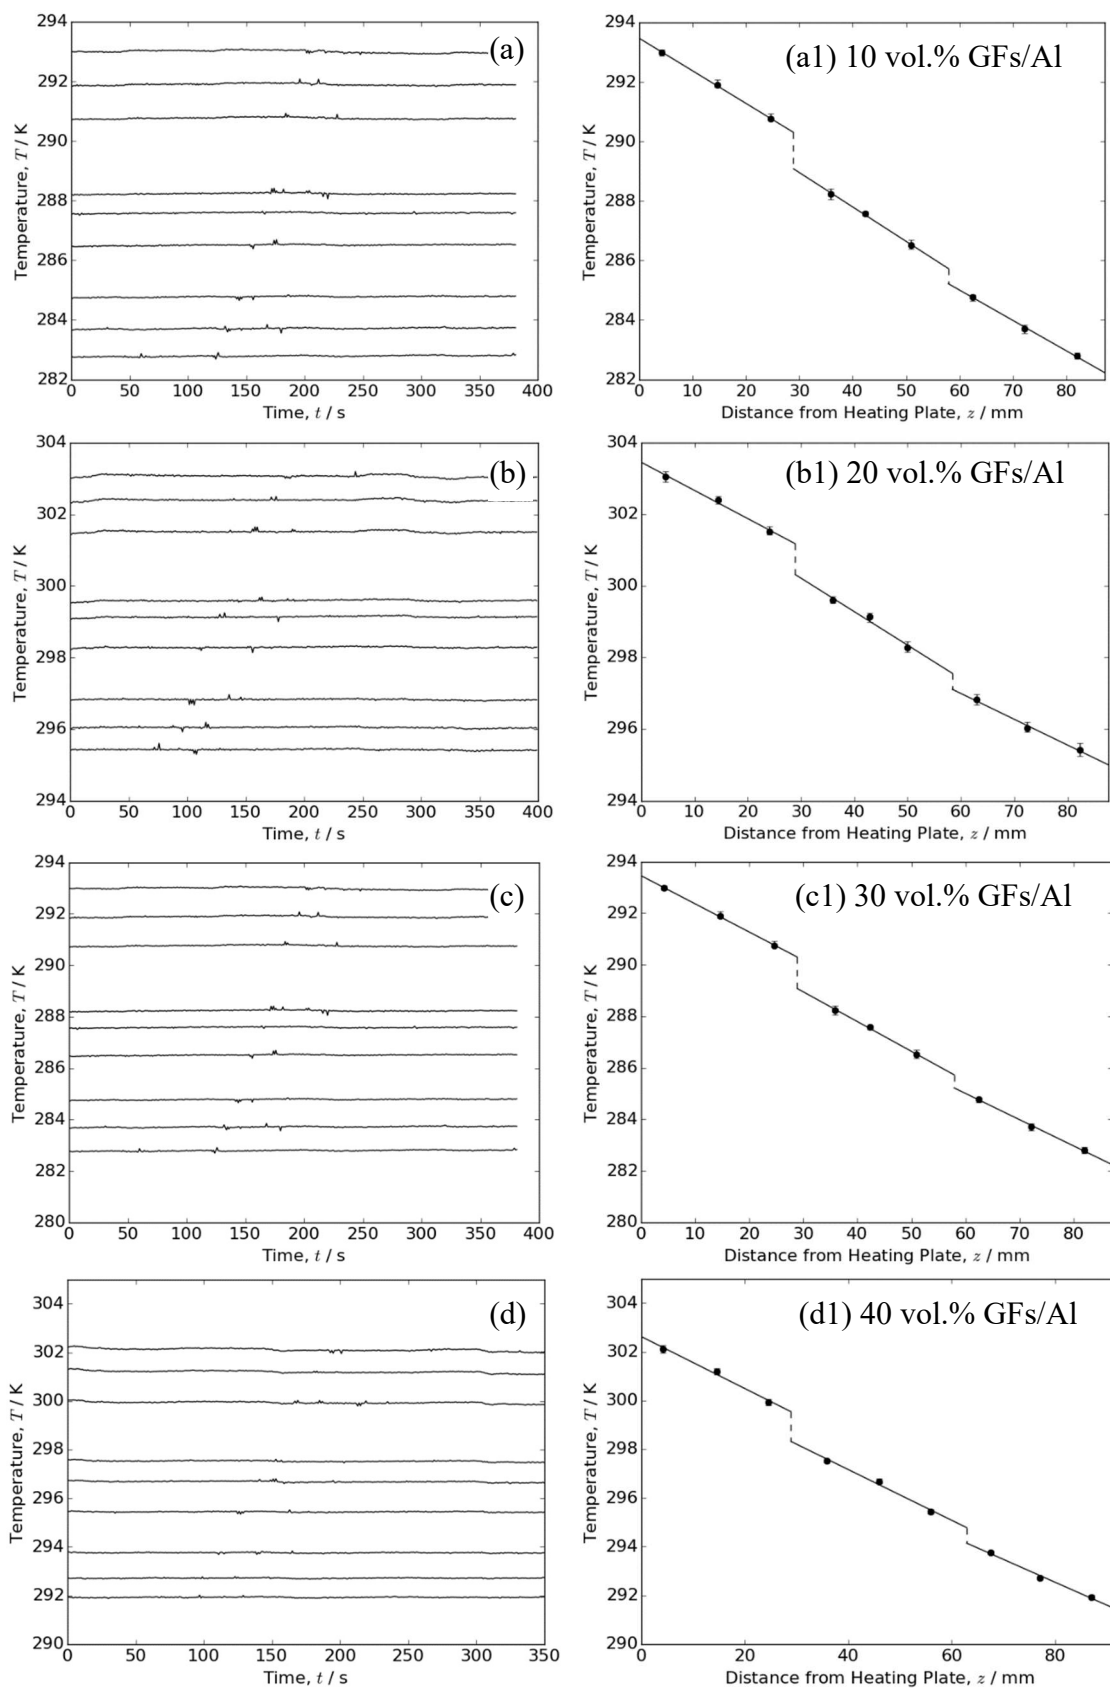 294
292
290
288
286
284
282
Temperature, T / K
(a)
0 50 100 150 200 250 300 350 400
Time, t / s
294
292
290
288
286
284
282
Temperature, T / K
(a1) 10 vol.% GFs/Al
0 10 20 30 40 50 60 70 80
Distance from Heating Plate, z / mm
304
302
300
298
296
294
Temperature, T / K
(b)
0 50 100 150 200 250 300 350 400
Time, t / s
304
302
300
298
296
294
Temperature, T / K
(b1) 20 vol.% GFs/Al
0 10 20 30 40 50 60 70 80
Distance from Heating Plate, z / mm
294
292
290
288
286
284
282
280
Temperature, T / K
(c)
0 50 100 150 200 250 300 350 400
Time, t / s
294
292
290
288
286
284
282
280
Temperature, T / K
(c1) 30 vol.% GFs/Al
0 10 20 30 40 50 60 70 80
Distance from Heating Plate, z / mm
304
302
300
298
296
294
292
290
Temperature, T / K
(d)
0 50 100 150 200 250 300 350
Time, t / s
304
302
300
298
296
294
292
290
Temperature, T / K
(d1) 40 vol.% GFs/Al
0 20 40 60 80
Distance from Heating Plate, z / mm